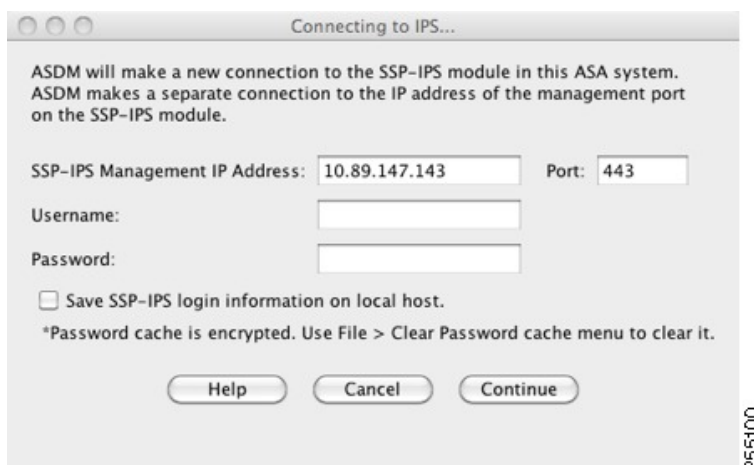 Connecting to IPS...
ASDM will make a new connection to the SSP-IPS module in this ASA system.
ASDM makes a separate connection to the IP address of the management port
on the SSP-IPS module.
SSP-IPS Management IP Address: 10.89.147.143 Port: 443
Username:
Password:
Save SSP-IPS login information on local host.
*Password cache is encrypted. Use File > Clear Password cache menu to clear it.
Help Cancel Continue